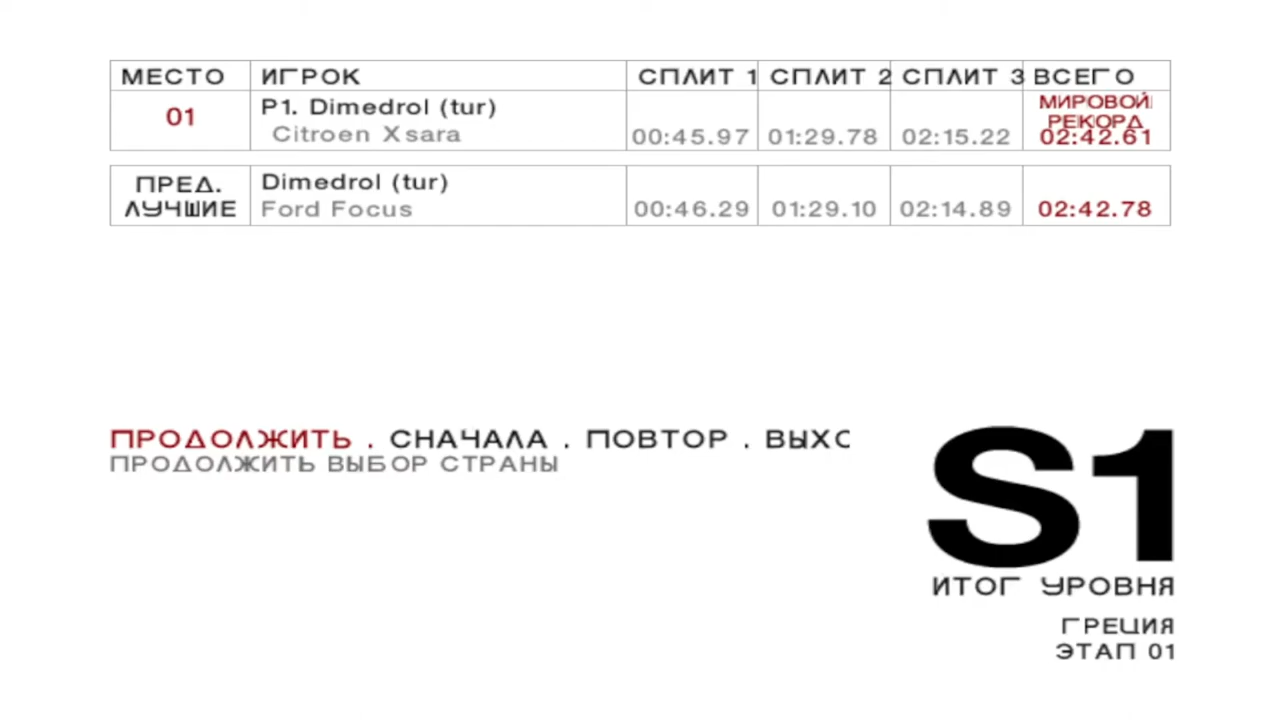 МЕСТО ИГРОК СПЛИТ 1 СПЛИТ 2 СПЛИТ 3 ВСЕГО
01 P1. Dimedrol (tur) МИРОВОЙ РЕКОРД
Citroen Xsara 00:45.97 01:29.78 02:15.22 02:42.61
ПРЕД. Dimedrol (tur)
ЛУЧШИЕ Ford Focus 00:46.29 01:29.10 02:14.89 02:42.78
ПРОДОЛЖИТЬ . СНАЧАЛА . ПОВТОР . ВЫХО
ПРОДОЛЖИТЬ ВЫБОР СТРАНЫ
S1
ИТОГ УРОВНЯ
ГРЕЦИЯ
ЭТАП 01